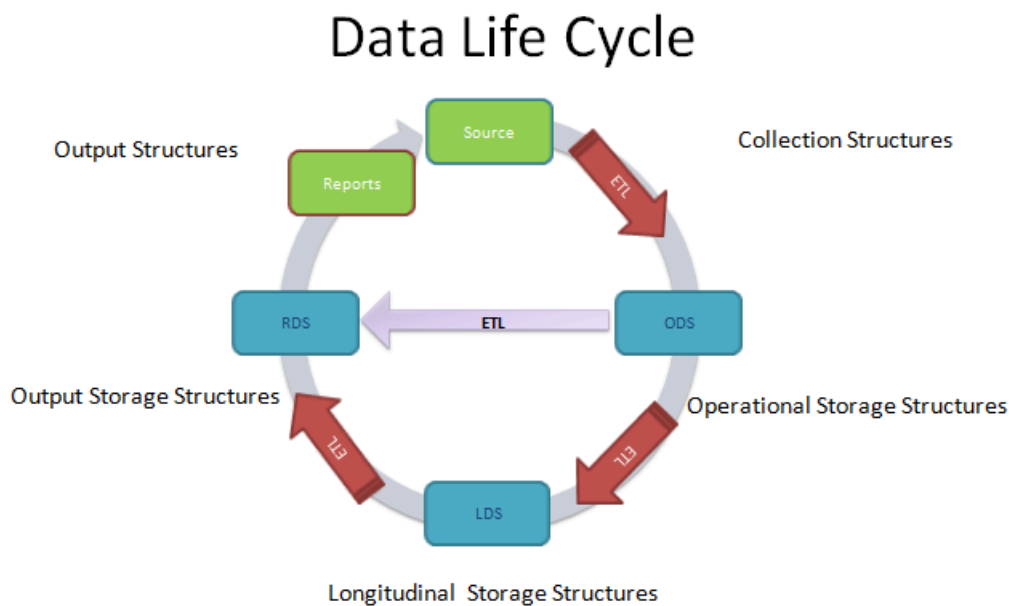 Data Life Cycle
Source
Output Structures
Collection Structures
Reports
ETL
RDS
ETL
ODS
Output Storage Structures
Operational Storage Structures
ETL
ETL
LDS
Longitudinal  Storage Structures